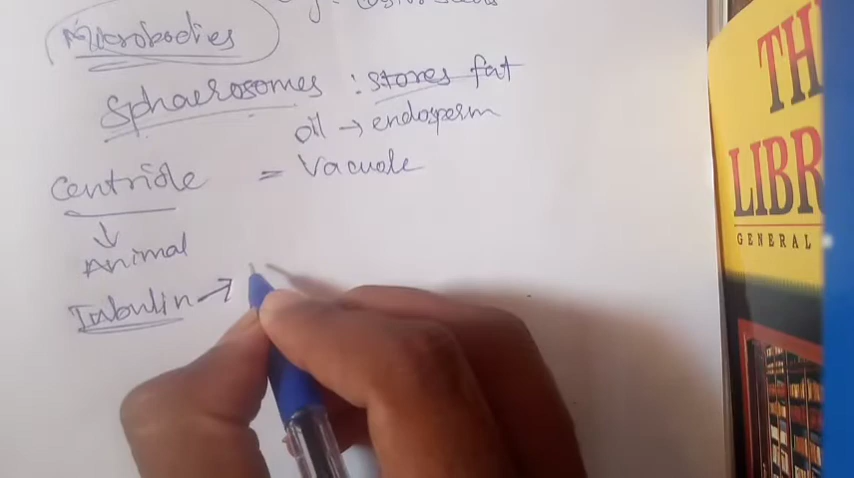 Microbodies
Sphaerosomes : stores fat
oil → endosperm
Centriole = Vacuole
↓
Animal
Tubulin →
TH
LIBR
GENERAL